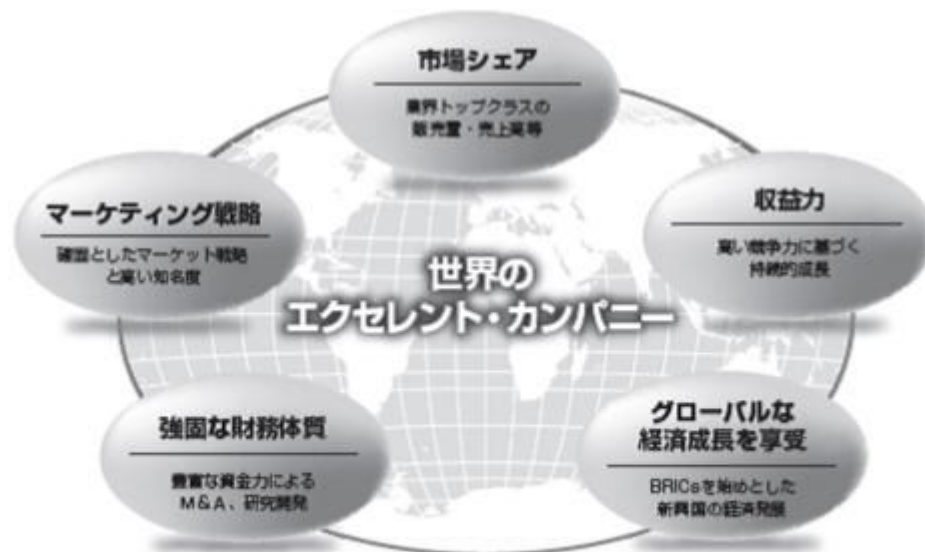 市場シェア
業界トップクラスの
販売量・売上高等
マーケティング戦略
確固としたマーケット戦略
と高い知名度
収益力
高い競争力に基づく
持続的成長
世界の
エクセレント・カンパニー
強固な財務体質
豊富な資金力による
M&A、研究開発
グローバルな
経済成長を享受
BRICsを始めとした
新興国の経済発展